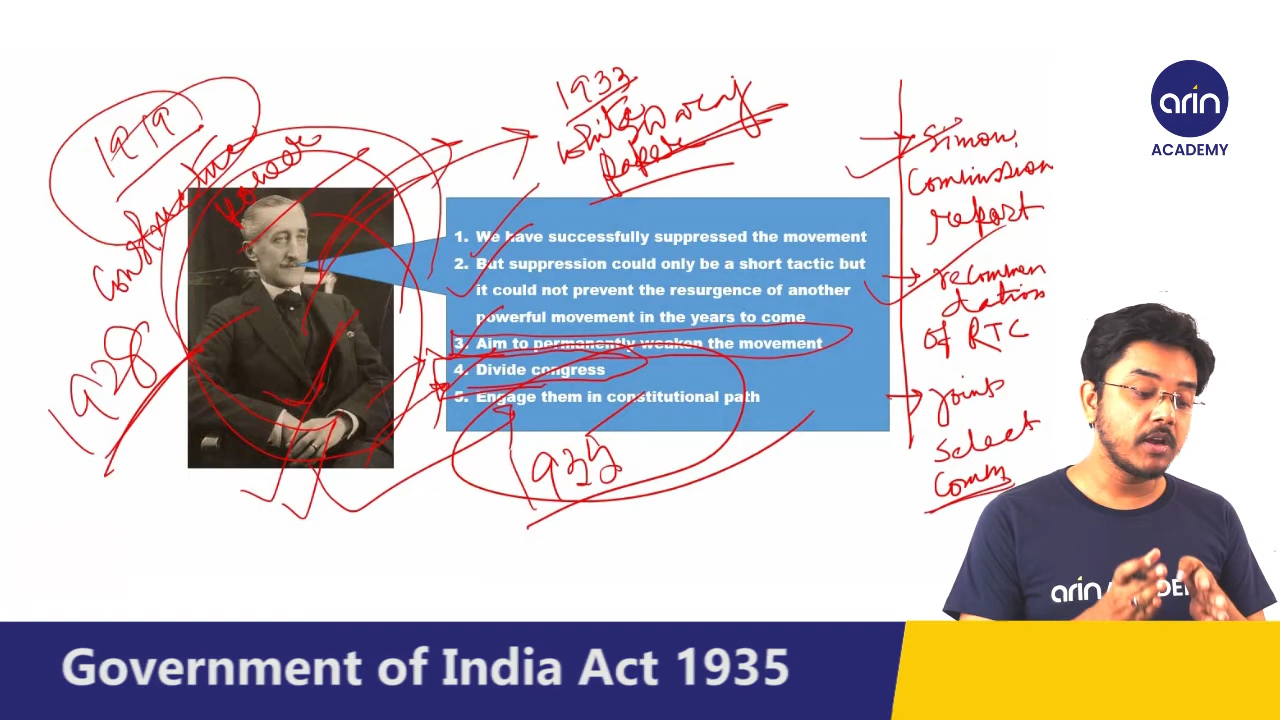 1919
constructive
power
1928
1933
white
paper
1. We have successfully suppressed the movement
2. But suppression could only be a short tactic but
it could not prevent the resurgence of another
powerful movement in the years to come
3. Aim to permanently weaken the movement
4. Divide congress
5. Engage them in constitutional path
1935
Simon
Commission
report
recommen
dations
of RTC
Joint
Select
arin
ACADEMY
arin
Government of India Act 1935